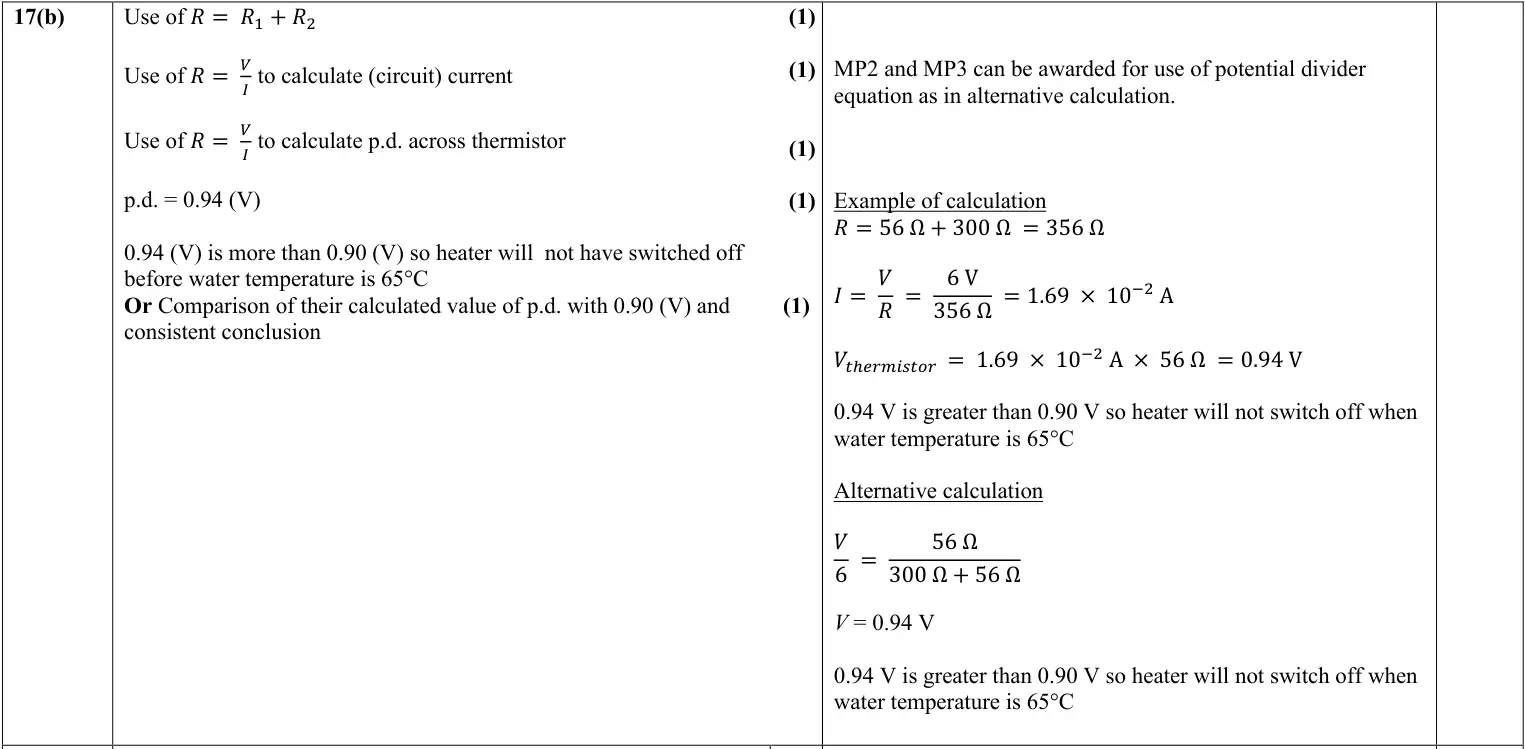 17(b)
Use of R = R₁ + R₂ (1)
Use of R = V/I to calculate (circuit) current (1)
Use of R = V/I to calculate p.d. across thermistor (1)
p.d. = 0.94 (V) (1)
0.94 (V) is more than 0.90 (V) so heater will not have switched off
before water temperature is 65°C
Or Comparison of their calculated value of p.d. with 0.90 (V) and (1)
consistent conclusion
MP2 and MP3 can be awarded for use of potential divider
equation as in alternative calculation.
Example of calculation
R = 56 Ω + 300 Ω = 356 Ω
I = V/R = 6 V/356 Ω = 1.69 × 10⁻² A
V_thermistor = 1.69 × 10⁻² A × 56 Ω = 0.94 V
0.94 V is greater than 0.90 V so heater will not switch off when
water temperature is 65°C
Alternative calculation
V/6 = 56 Ω/(300 Ω + 56 Ω)
V = 0.94 V
0.94 V is greater than 0.90 V so heater will not switch off when
water temperature is 65°C